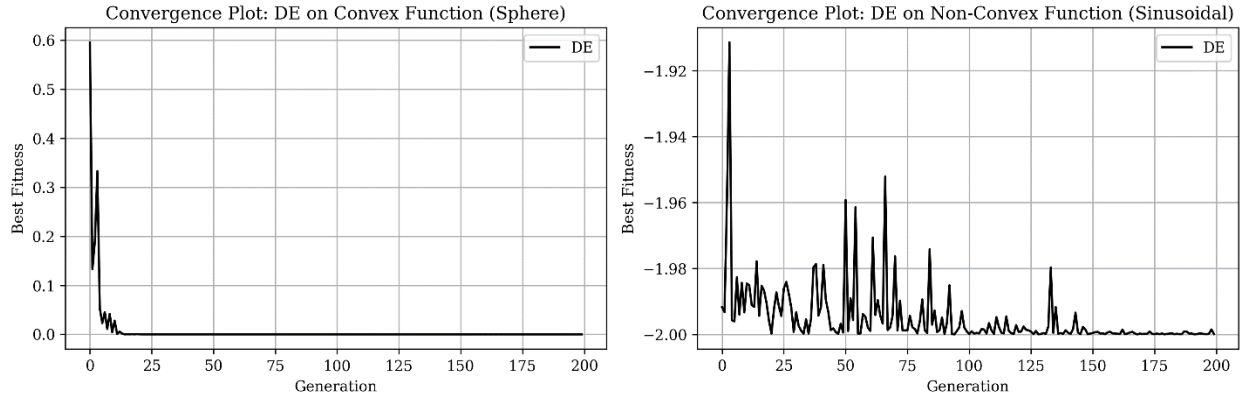 Convergence Plot: DE on Convex Function (Sphere)
DE
0.6
0.5
0.4
0.3
0.2
0.1
0.0
Best Fitness
0 25 50 75 100 125 150 175 200
Generation
Convergence Plot: DE on Non-Convex Function (Sinusoidal)
DE
−1.92
−1.94
−1.96
−1.98
−2.00
Best Fitness
0 25 50 75 100 125 150 175 200
Generation